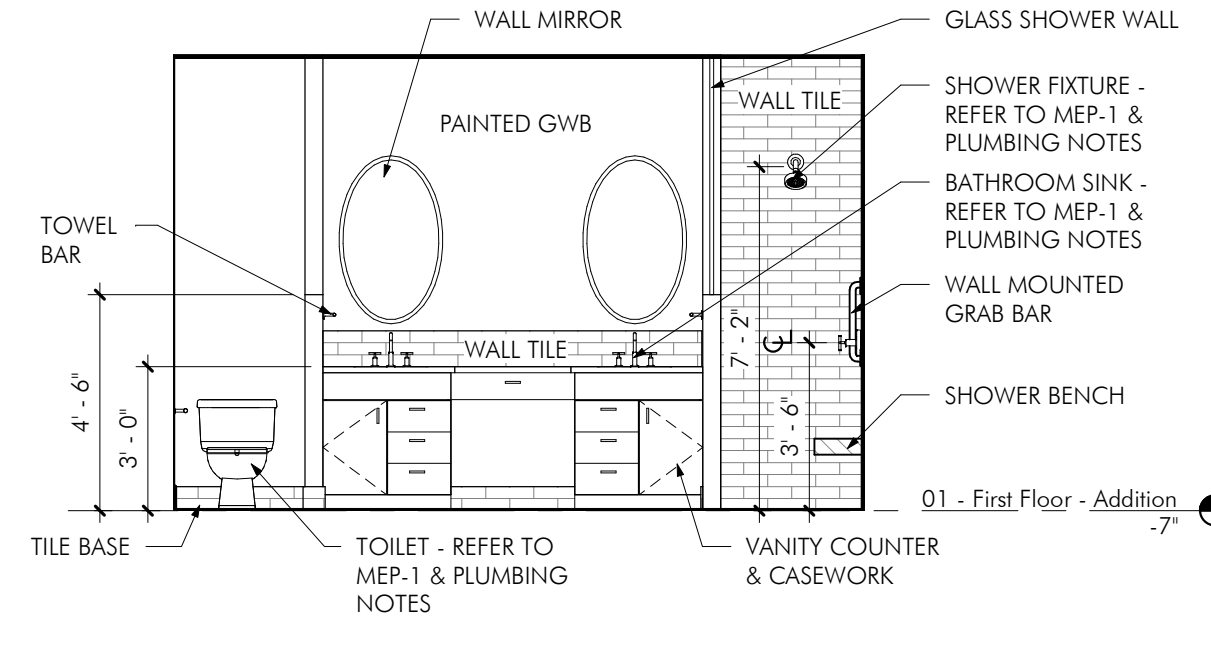 WALL MIRROR
GLASS SHOWER WALL
WALL TILE
SHOWER FIXTURE -
REFER TO MEP-1 &
PLUMBING NOTES
PAINTED GWB
BATHROOM SINK -
REFER TO MEP-1 &
PLUMBING NOTES
TOWEL
BAR
WALL MOUNTED
GRAB BAR
7' - 2"
CL
WALL TILE
4' - 6"
3' - 0"
3' - 6"
SHOWER BENCH
01 - First Floor - Addition
-7"
TILE BASE
TOILET - REFER TO
MEP-1 & PLUMBING
NOTES
VANITY COUNTER
& CASEWORK